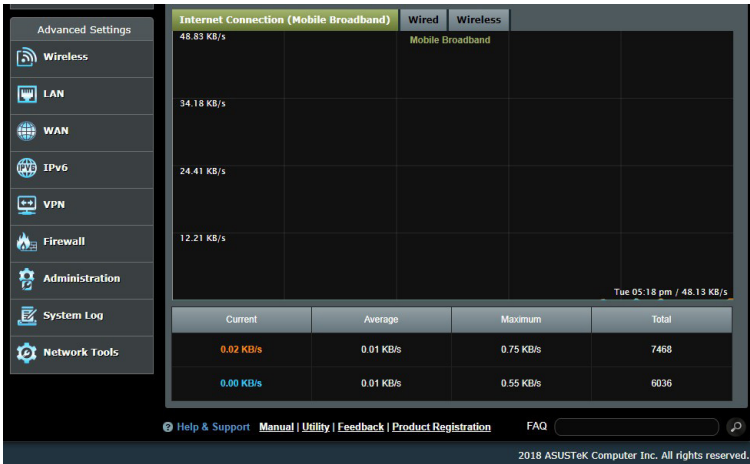 Advanced Settings
Wireless
LAN
WAN
IPv6
VPN
Firewall
Administration
System Log
Network Tools
Internet Connection (Mobile Broadband) Wired Wireless
48.83 KB/s Mobile Broadband
34.18 KB/s
24.41 KB/s
12.21 KB/s
Tue 05:18 pm / 48.13 KB/s
Current Average Maximum Total
0.02 KB/s 0.01 KB/s 0.75 KB/s 7468
0.00 KB/s 0.01 KB/s 0.55 KB/s 6036
Help & Support Manual | Utility | Feedback | Product Registration FAQ
2018 ASUSTeK Computer Inc. All rights reserved.